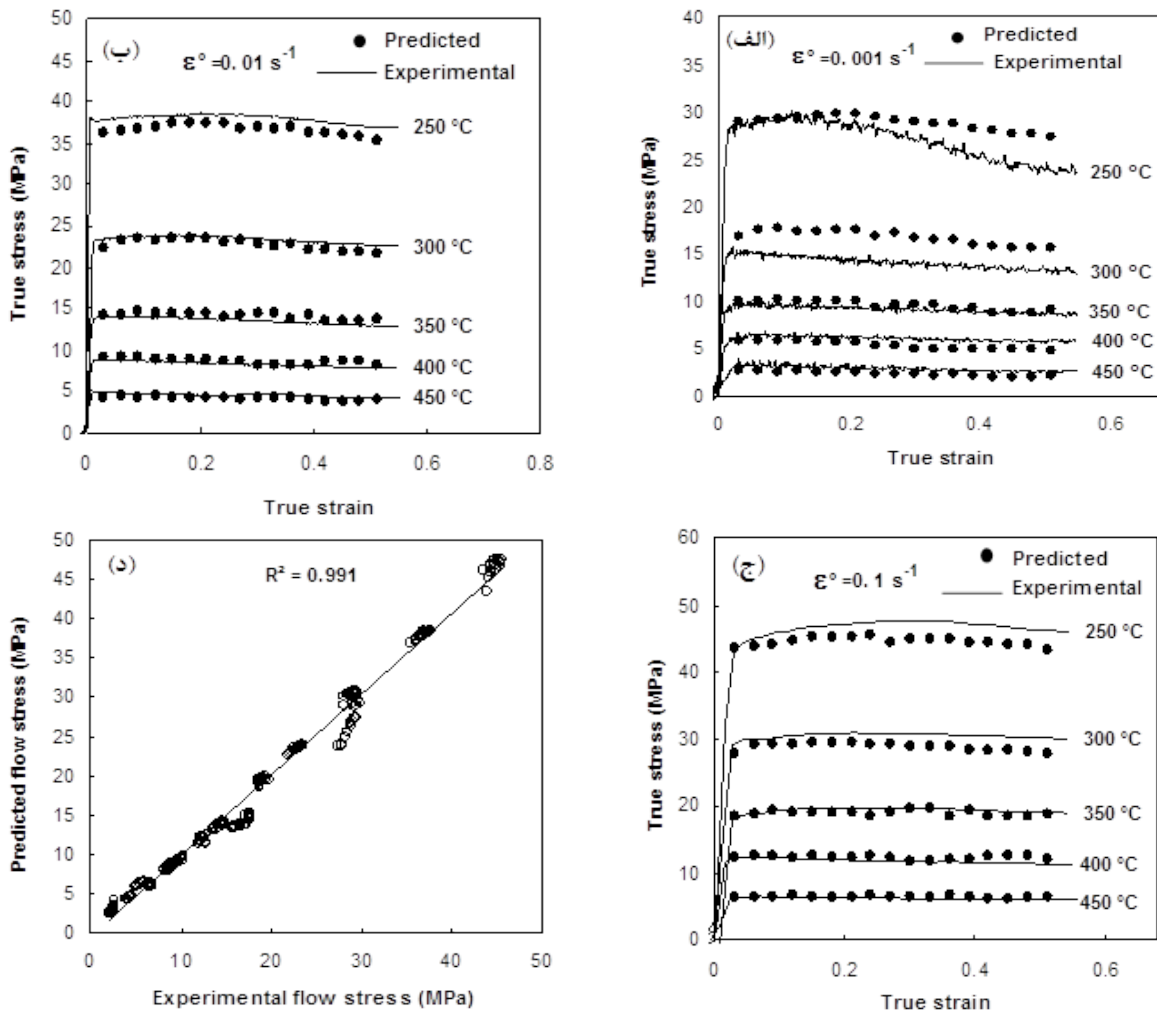 (ب)
ε° =0. 01 s⁻¹
● Predicted
Experimental
True stress (MPa)
50
45
40
35
30
25
20
15
10
5
0
250 °C
300 °C
350 °C
400 °C
450 °C
0 0.2 0.4 0.6 0.8
True strain
(الف)
ε° =0. 001 s⁻¹
● Predicted
Experimental
True stress (MPa)
40
35
30
25
20
15
10
5
0
250 °C
300 °C
350 °C
400 °C
450 °C
0 0.2 0.4 0.6
True strain
(د)
R² = 0.991
Predicted flow stress (MPa)
50
45
40
35
30
25
20
15
10
5
0
0 10 20 30 40 50
Experimental flow stress (MPa)
(ج)
ε° =0. 1 s⁻¹
● Predicted
Experimental
True stress (MPa)
60
50
40
30
20
10
0
250 °C
300 °C
350 °C
400 °C
450 °C
0 0.2 0.4 0.6
True strain